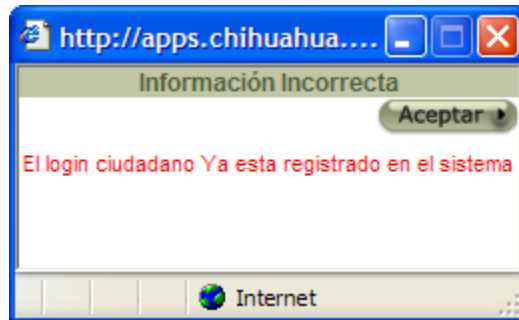 http://apps.chihuahua....
Información Incorrecta
Aceptar
El login ciudadano Ya esta registrado en el sistema
Internet